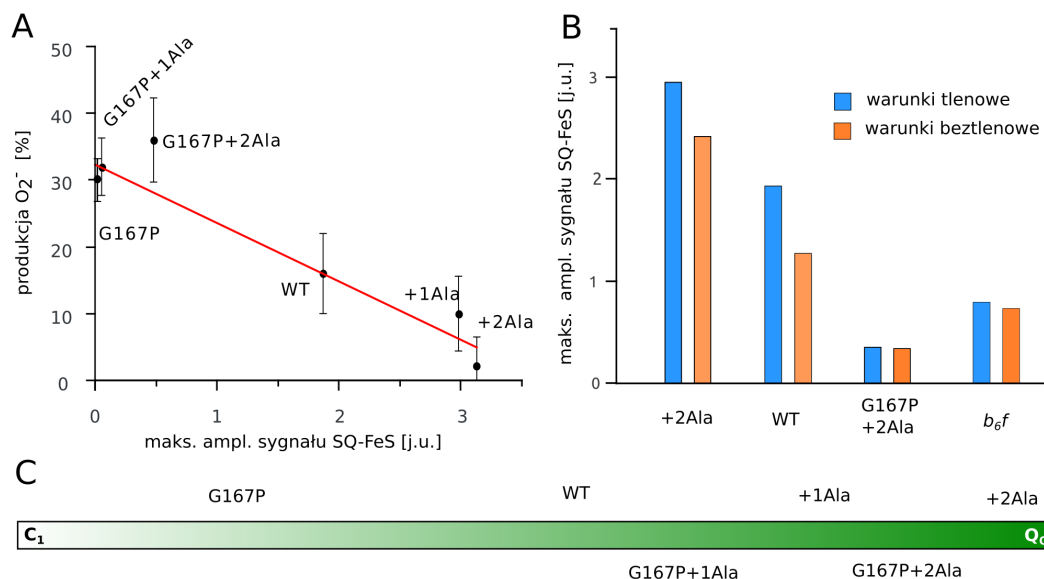 A
50
40
30
20
10
0
produkcja O₂⁻ [%]
G167P+1Ala
G167P+2Ala
G167P
WT
+1Ala
+2Ala
0
1
2
3
maks. ampl. sygnału SQ-FeS [j.u.]
B
3
2
1
0
maks. ampl. sygnału SQ-FeS [j.u.]
warunki tlenowe
warunki beztlenowe
+2Ala
WT
G167P
+2Ala
b₆f
C
G167P
WT
+1Ala
+2Ala
C₁
G167P+1Ala
G167P+2Ala